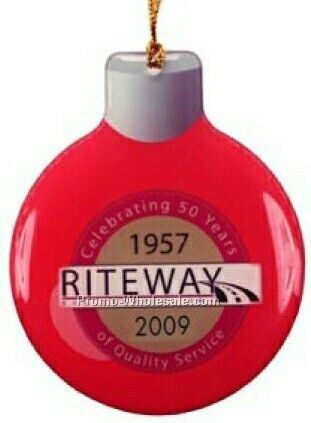 Celebrating 50 Years
1957
RITEWAY
Promo-Wholesale.com
2009
of Quality Service